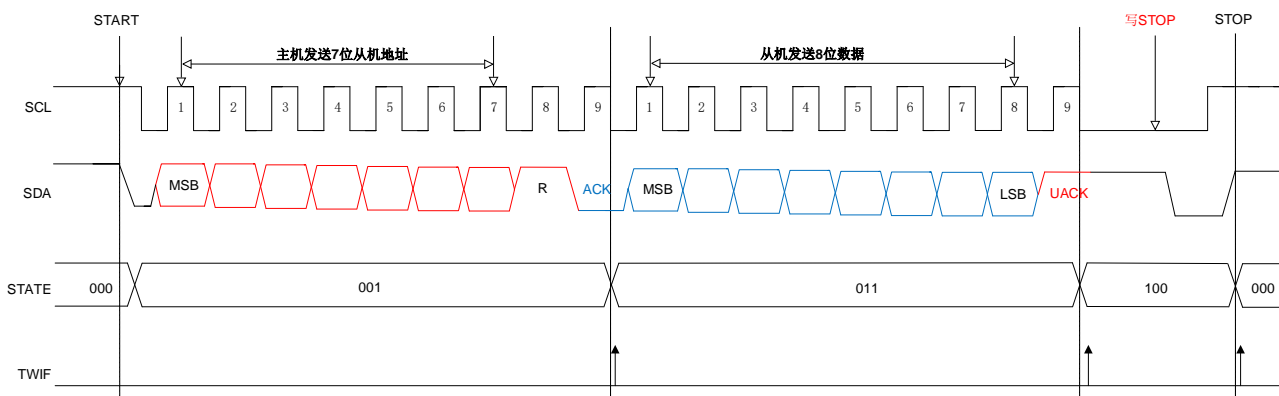 START 写STOP STOP
主机发送7位从机地址 从机发送8位数据
SCL 1 2 3 4 5 6 7 8 9 1 2 3 4 5 6 7 8 9
SDA MSB R ACK MSB LSB UACK
STATE 000 001 011 100 000
TWIF